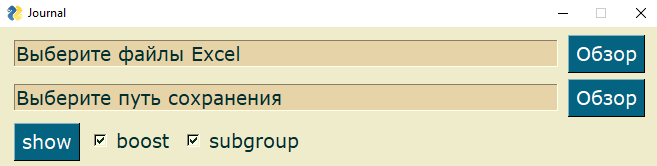 Journal
Выберите файлы Excel Обзор
Выберите путь сохранения Обзор
show boost subgroup